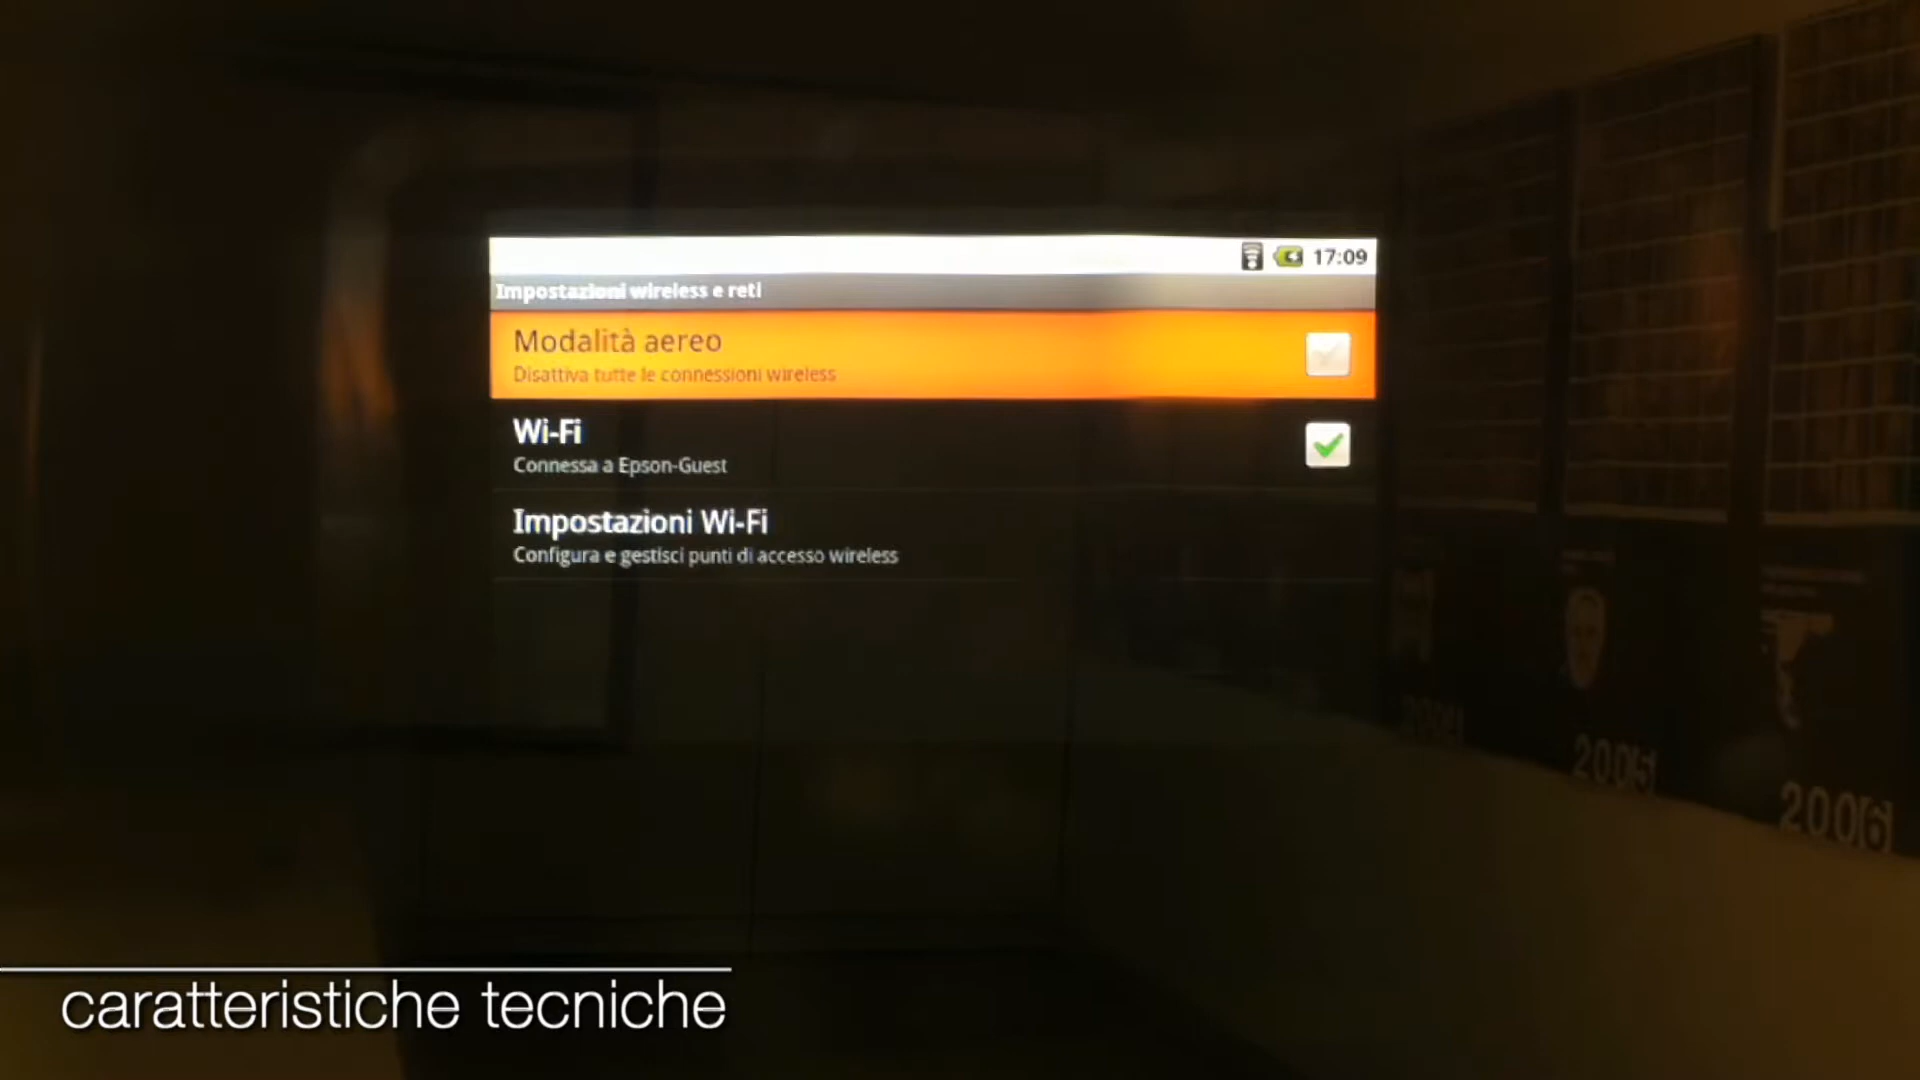 17:09
Impostazioni wireless e reti
Modalità aereo
Disattiva tutte le connessioni wireless
Wi-Fi
Connessa a Epson-Guest
Impostazioni Wi-Fi
Configura e gestisci punti di accesso wireless
2004
2005
2006
caratteristiche tecniche